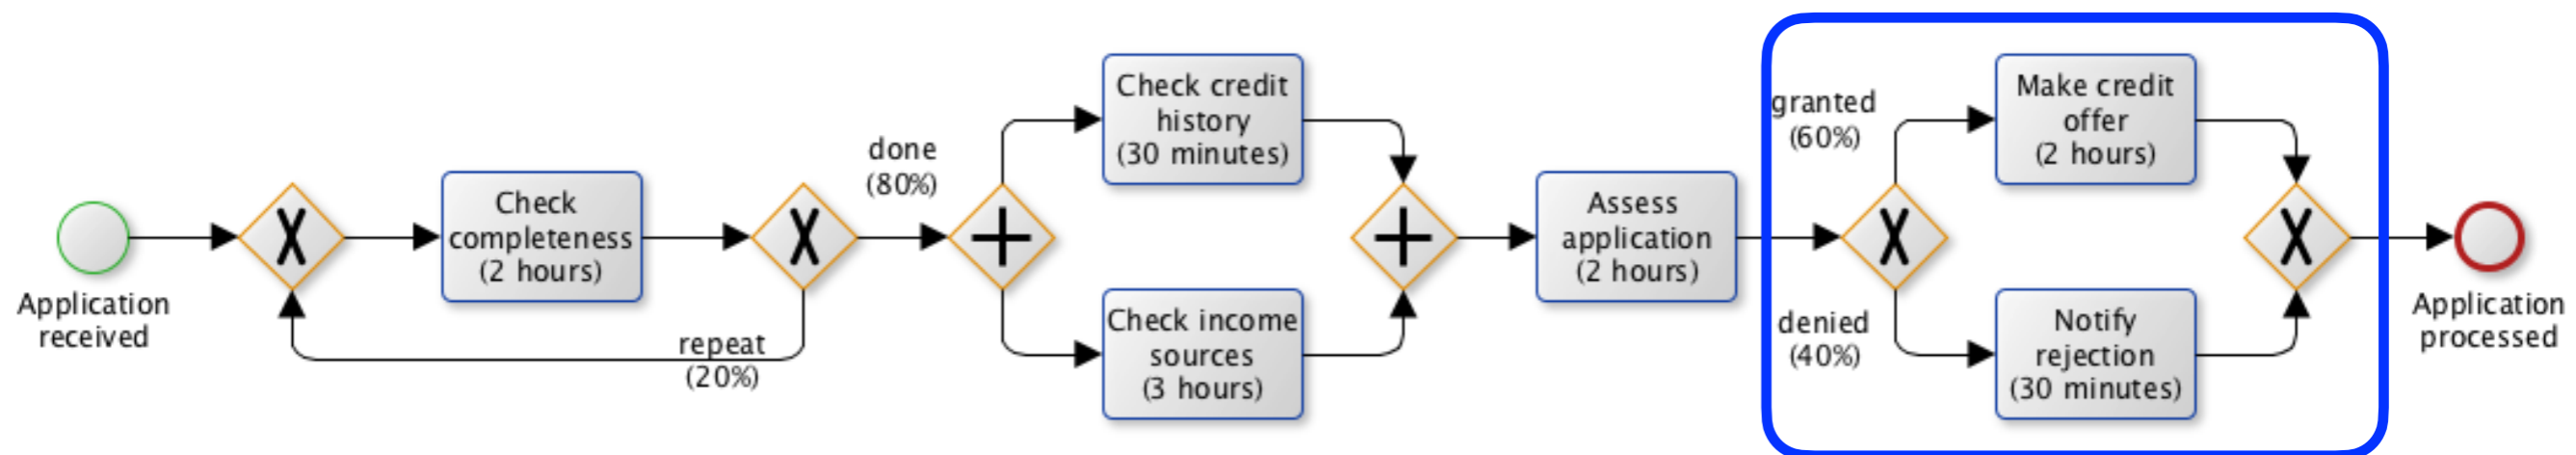 Application
received
Check
completeness
(2 hours)
repeat
(20%)
done
(80%)
Check credit
history
(30 minutes)
Check income
sources
(3 hours)
Assess
application
(2 hours)
granted
(60%)
denied
(40%)
Make credit
offer
(2 hours)
Notify
rejection
(30 minutes)
Application
processed